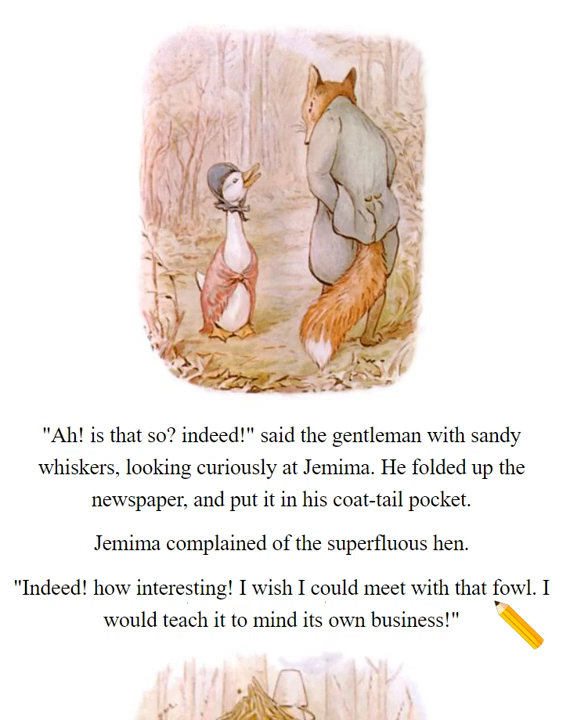 "Ah! is that so? indeed!" said the gentleman with sandy
whiskers, looking curiously at Jemima. He folded up the
newspaper, and put it in his coat-tail pocket.
Jemima complained of the superfluous hen.
"Indeed! how interesting! I wish I could meet with that fowl. I
would teach it to mind its own business!"